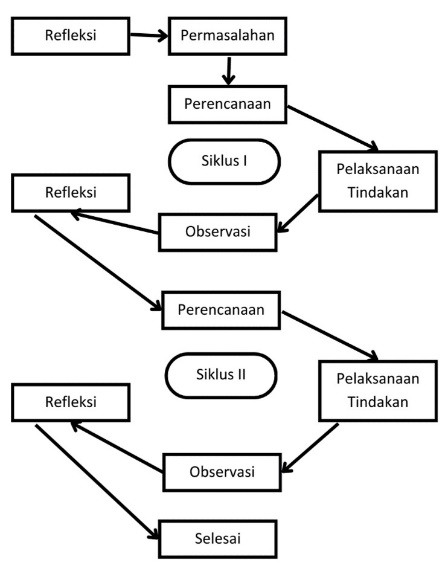 Refleksi
Permasalahan
Perencanaan
Siklus I
Pelaksanaan
Tindakan
Refleksi
Observasi
Perencanaan
Siklus II
Pelaksanaan
Tindakan
Refleksi
Observasi
Selesai